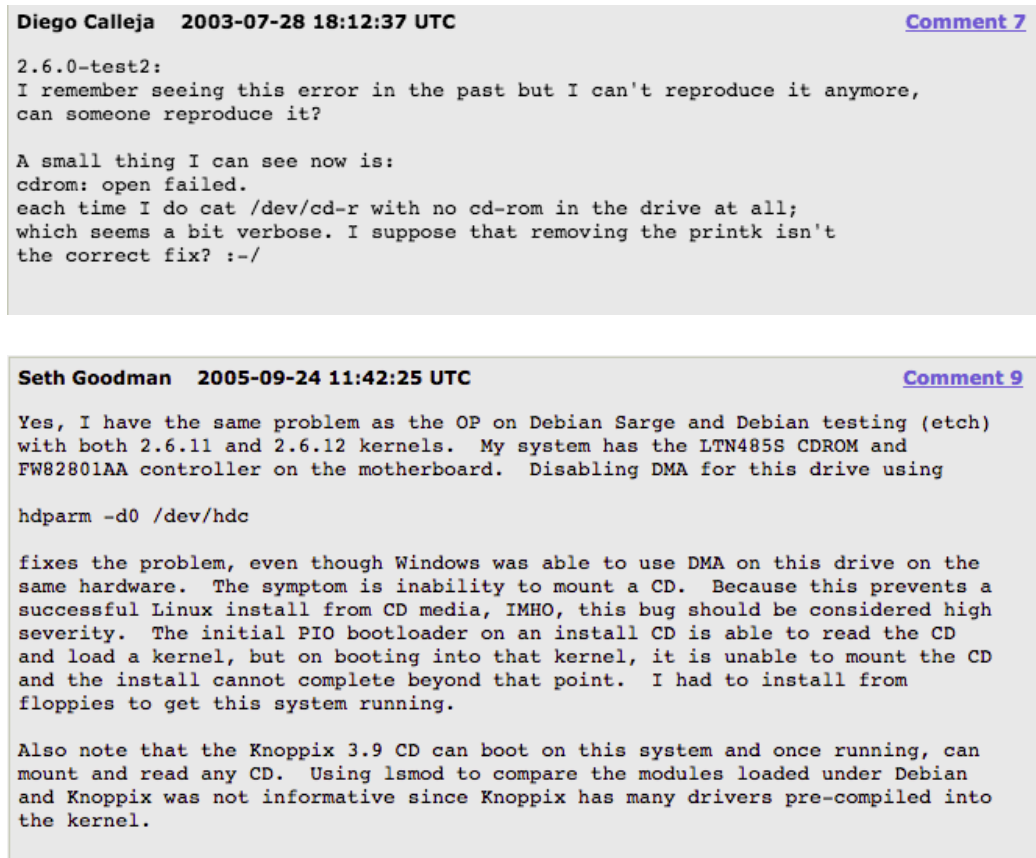 Diego Calleja 2003-07-28 18:12:37 UTC Comment 7
2.6.0-test2:
I remember seeing this error in the past but I can't reproduce it anymore,
can someone reproduce it?
A small thing I can see now is:
cdrom: open failed.
each time I do cat /dev/cd-r with no cd-rom in the drive at all;
which seems a bit verbose. I suppose that removing the printk isn't
the correct fix? :-/
Seth Goodman 2005-09-24 11:42:25 UTC Comment 9
Yes, I have the same problem as the OP on Debian Sarge and Debian testing (etch)
with both 2.6.11 and 2.6.12 kernels. My system has the LTN485S CDROM and
FW82801AA controller on the motherboard. Disabling DMA for this drive using
hdparm -d0 /dev/hdc
fixes the problem, even though Windows was able to use DMA on this drive on the
same hardware. The symptom is inability to mount a CD. Because this prevents a
successful Linux install from CD media, IMHO, this bug should be considered high
severity. The initial PIO bootloader on an install CD is able to read the CD
and load a kernel, but on booting into that kernel, it is unable to mount the CD
and the install cannot complete beyond that point. I had to install from
floppies to get this system running.
Also note that the Knoppix 3.9 CD can boot on this system and once running, can
mount and read any CD. Using lsmod to compare the modules loaded under Debian
and Knoppix was not informative since Knoppix has many drivers pre-compiled into
the kernel.